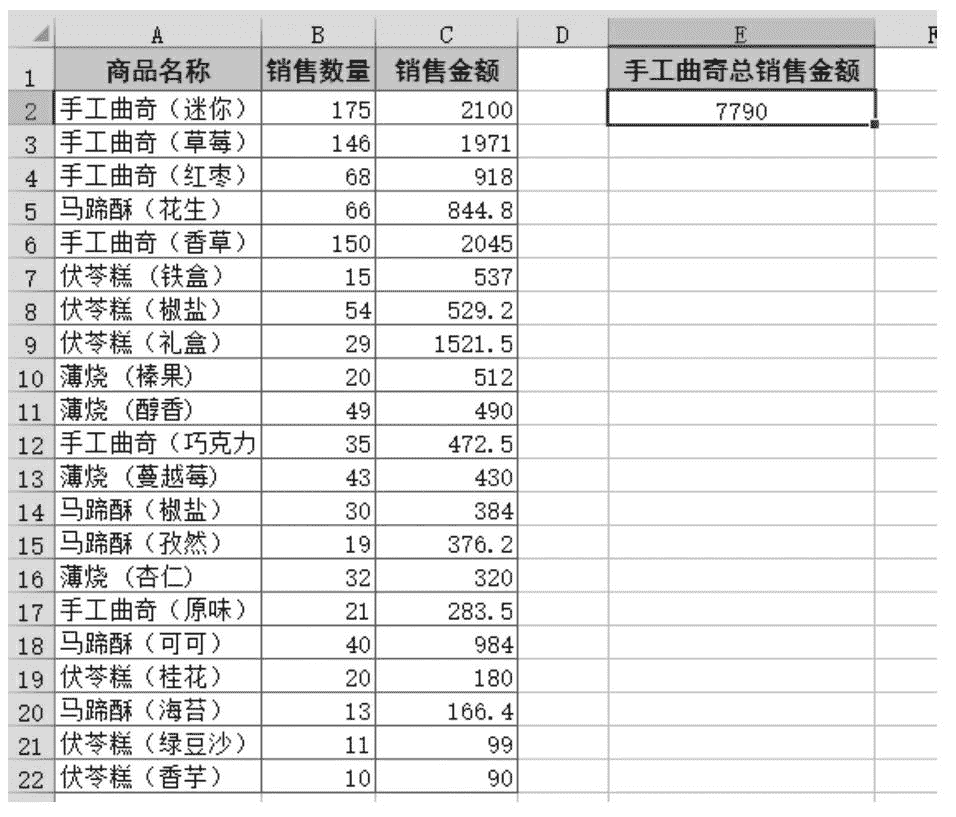 A B C D E F
1 商品名称 销售数量 销售金额 手工曲奇总销售金额
2 手工曲奇（迷你） 175 2100 7790
3 手工曲奇（草莓） 146 1971
4 手工曲奇（红枣） 68 918
5 马蹄酥（花生） 66 844.8
6 手工曲奇（香草） 150 2045
7 伏苓糕（铁盒） 15 537
8 伏苓糕（椒盐） 54 529.2
9 伏苓糕（礼盒） 29 1521.5
10 薄烧（榛果) 20 512
11 薄烧（醇香) 49 490
12 手工曲奇（巧克力 35 472.5
13 薄烧（蔓越莓) 43 430
14 马蹄酥（椒盐） 30 384
15 马蹄酥（孜然） 19 376.2
16 薄烧（杏仁) 32 320
17 手工曲奇（原味） 21 283.5
18 马蹄酥（可可） 40 984
19 伏苓糕（桂花） 20 180
20 马蹄酥（海苔） 13 166.4
21 伏苓糕（绿豆沙） 11 99
22 伏苓糕（香芋） 10 90